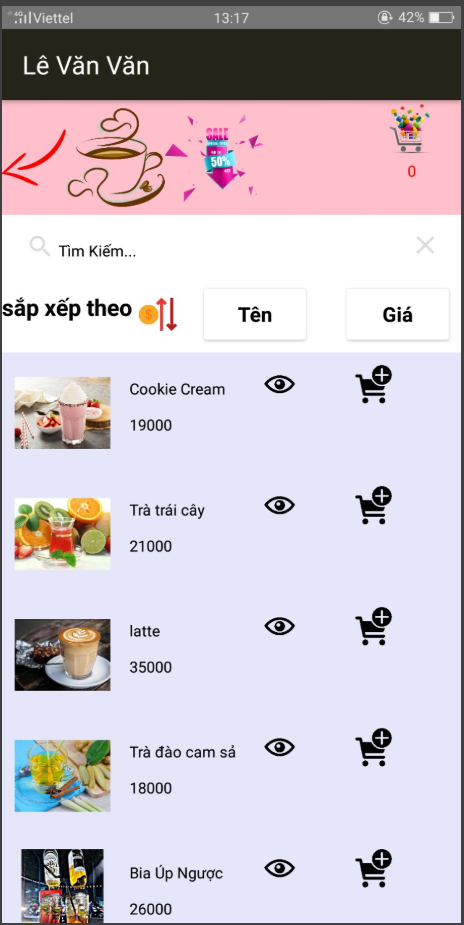 4G Viettel 13:17 42%
Lê Văn Văn
SALE
50%
0
Tìm Kiếm...
sắp xếp theo $ Tên Giá
Cookie Cream
19000
Trà trái cây
21000
latte
35000
Trà đào cam sả
18000
Bia Úp Ngược
26000